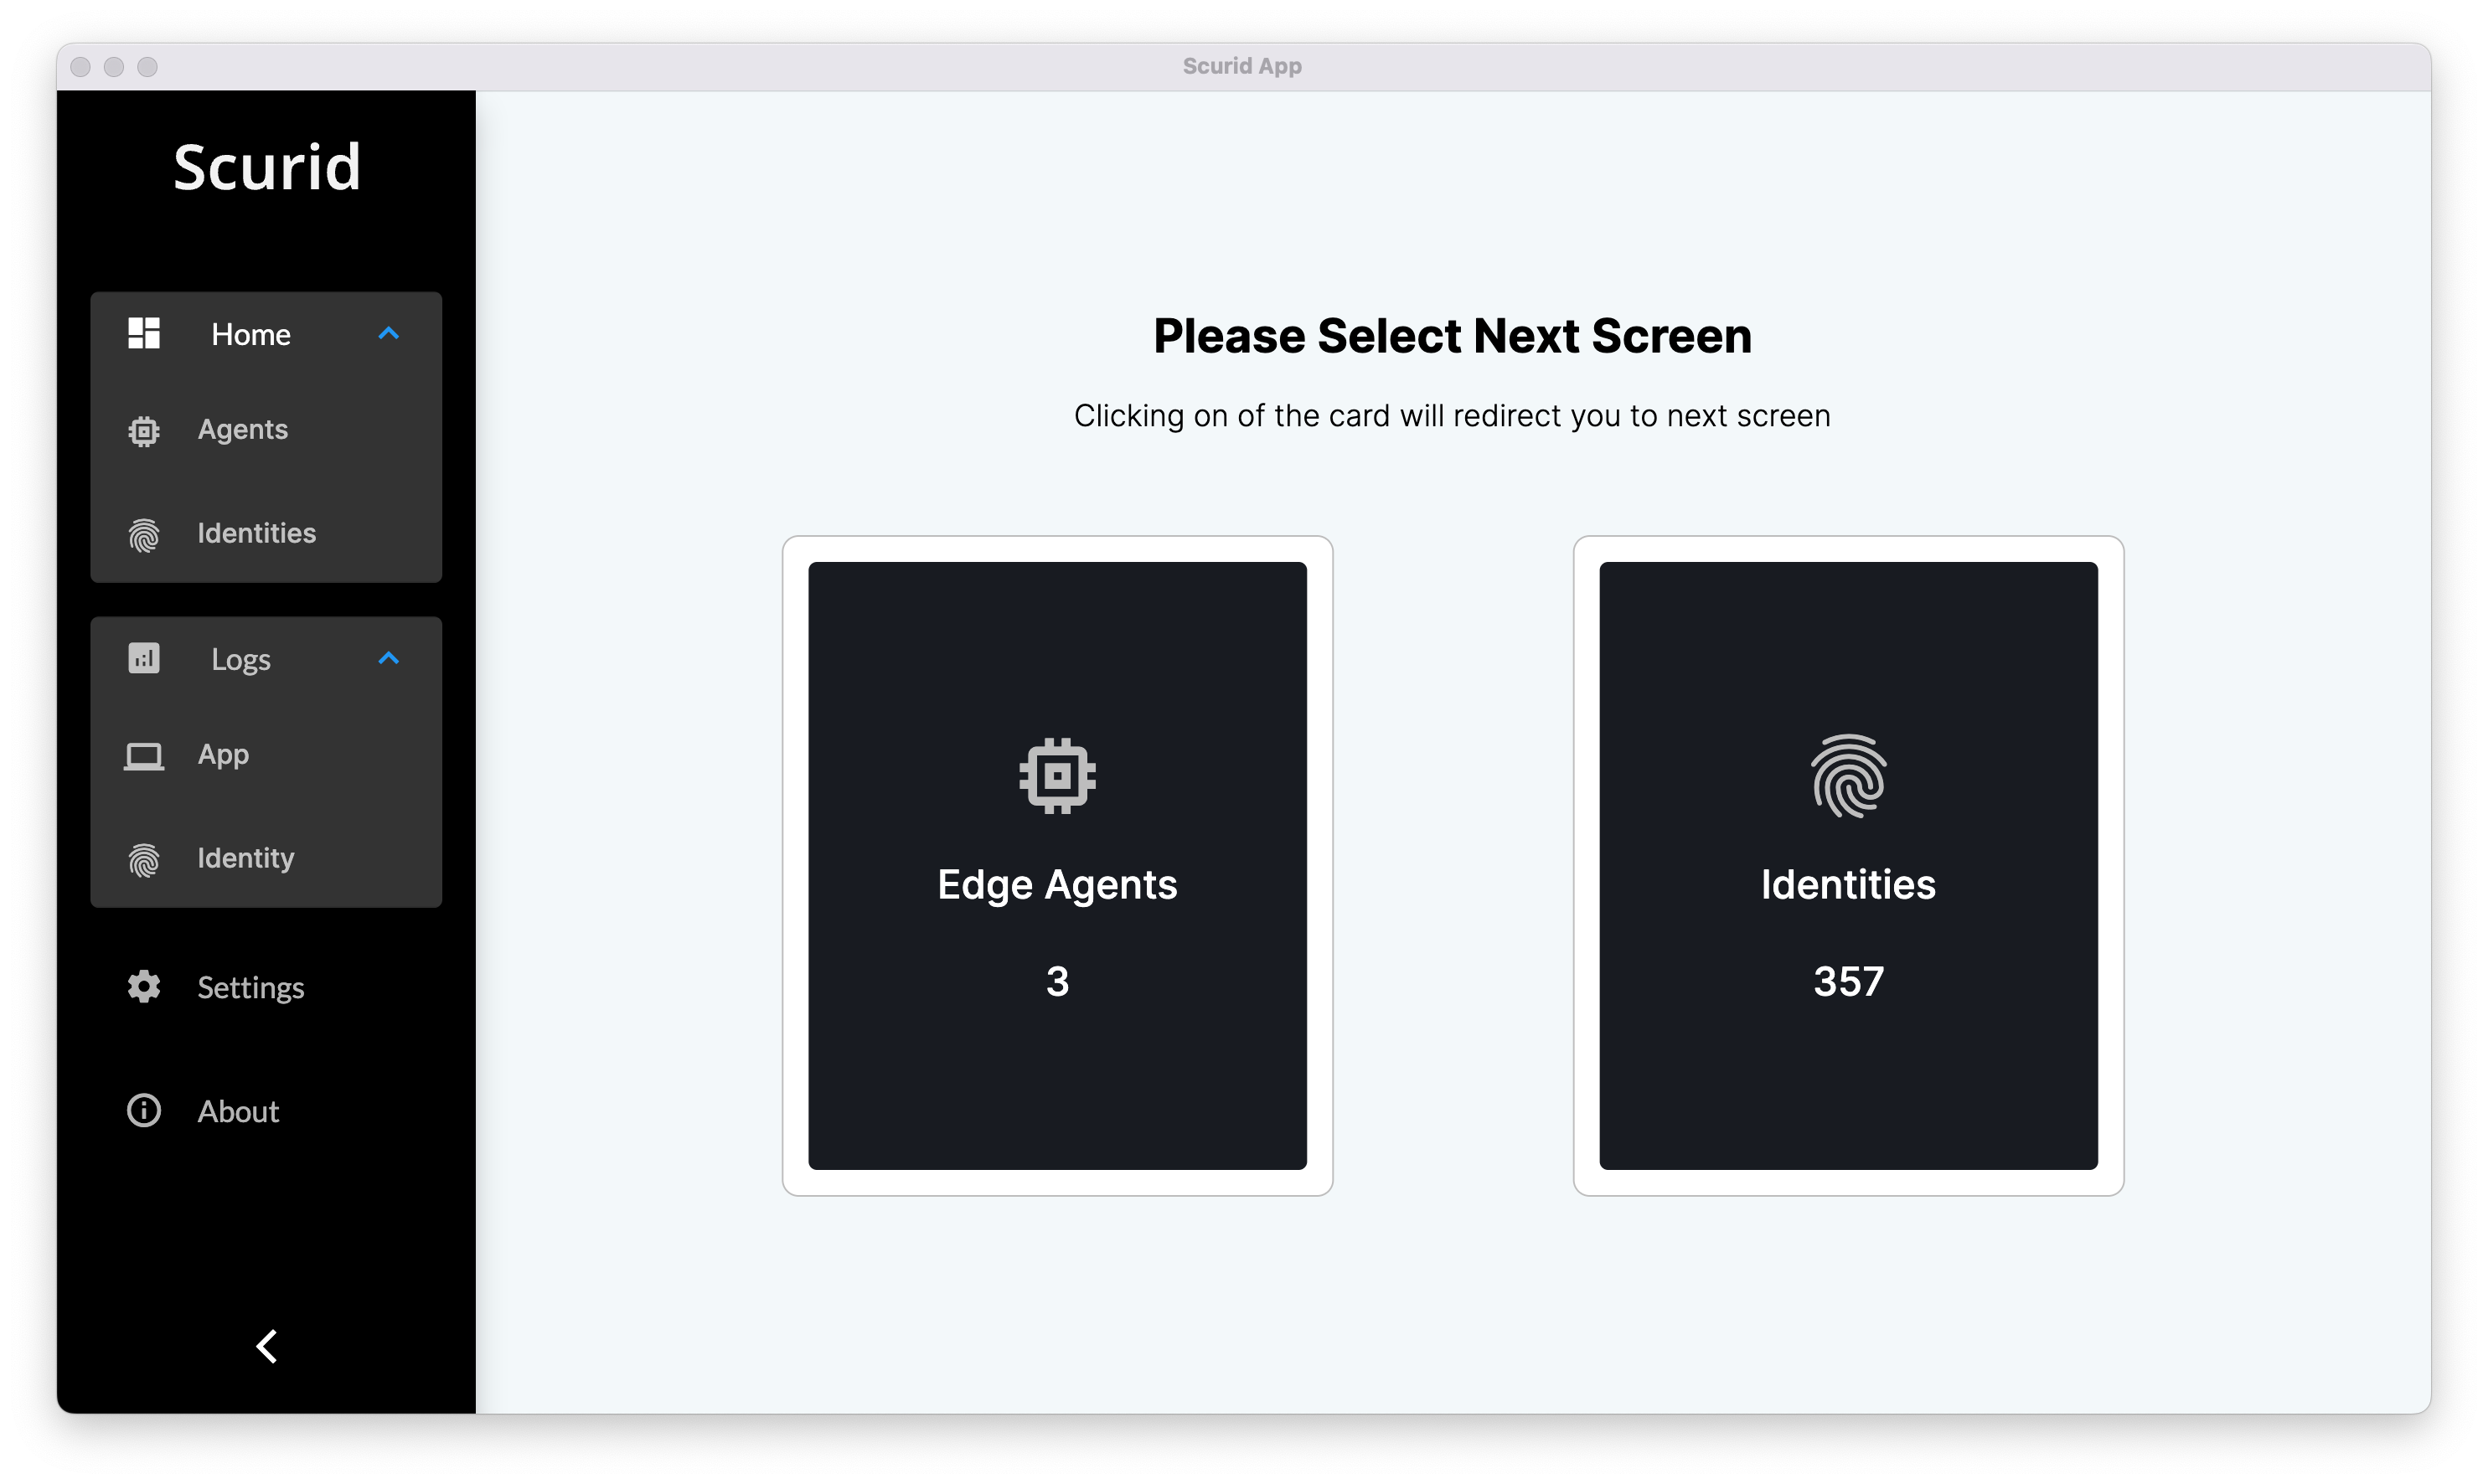 Scurid App
Scurid
Home
Agents
Identities
Logs
App
Identity
Settings
About
Please Select Next Screen
Clicking on of the card will redirect you to next screen
Edge Agents
3
Identities
357